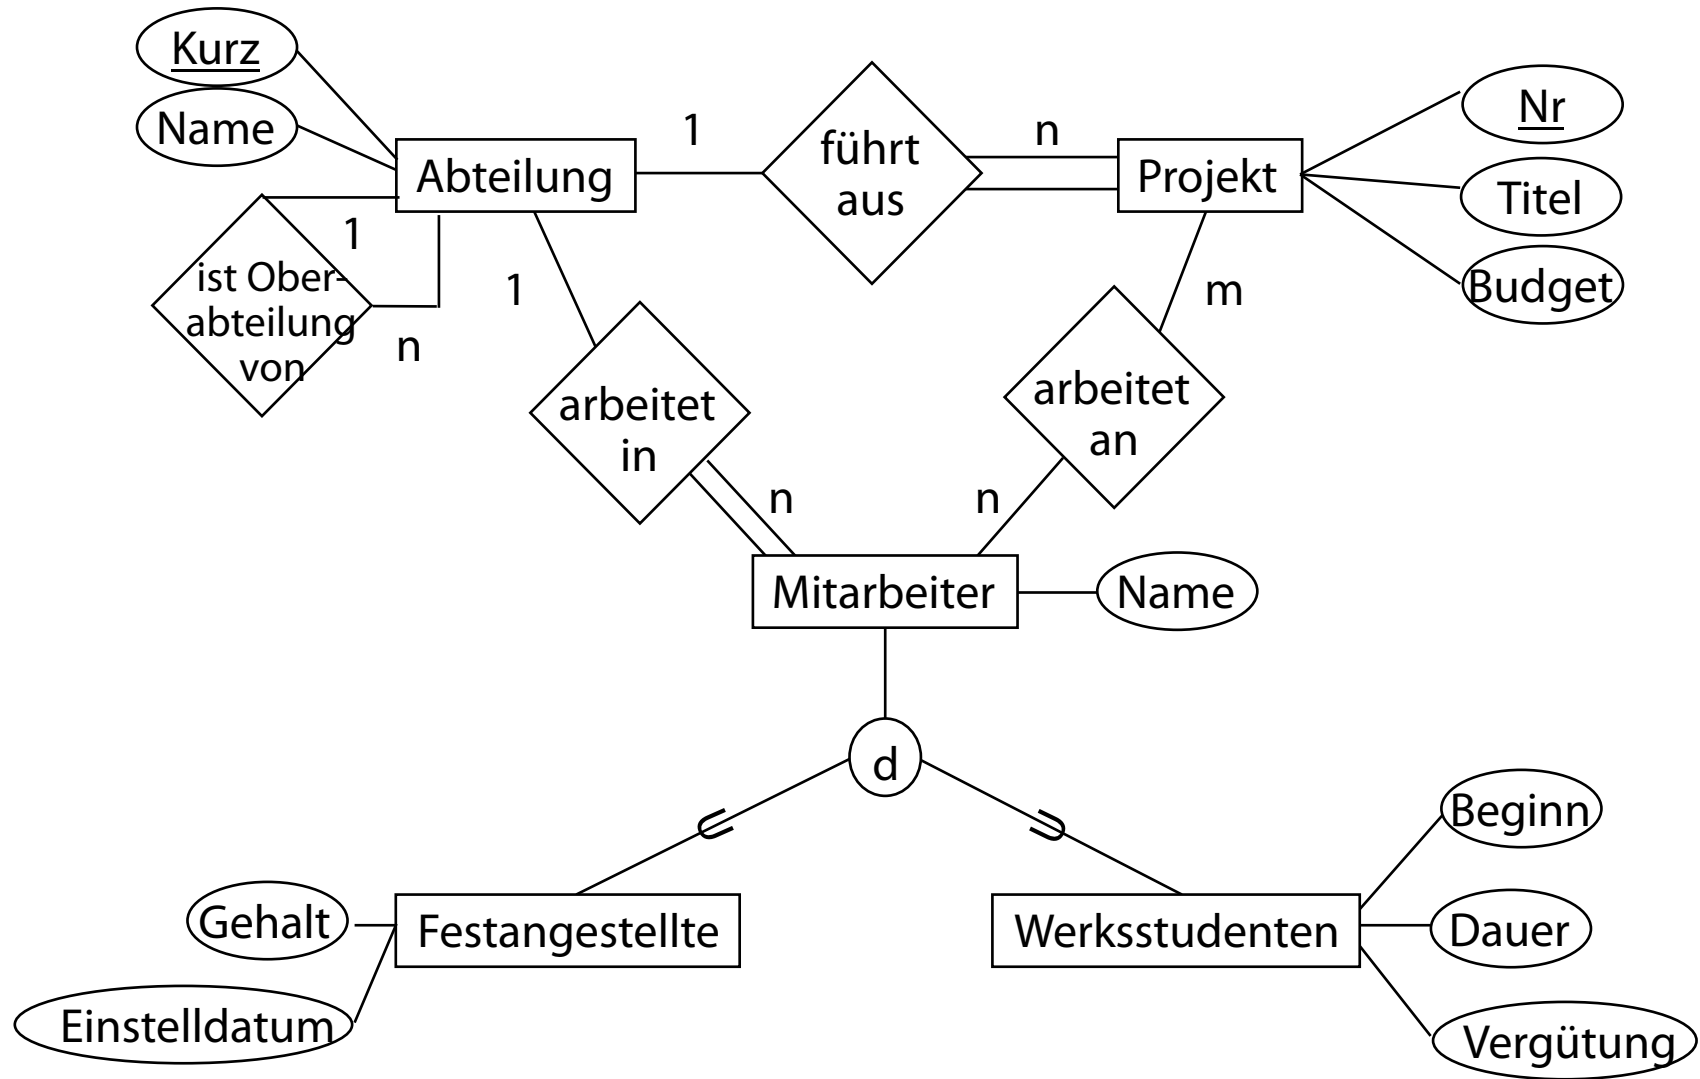 Kurz
Name
Abteilung
1
führt
aus
n
Projekt
Nr
Titel
Budget
1
ist Ober-
abteilung
von
n
1
arbeitet
in
n
m
arbeitet
an
n
Mitarbeiter
Name
d
Gehalt
Festangestellte
Einstelldatum
Werksstudenten
Beginn
Dauer
Vergütung